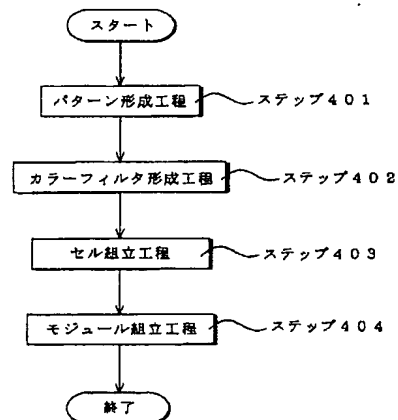 スタート
パターン形成工程 ステップ401
カラーフィルタ形成工程 ステップ402
セル組立工程 ステップ403
モジュール組立工程 ステップ404
終了